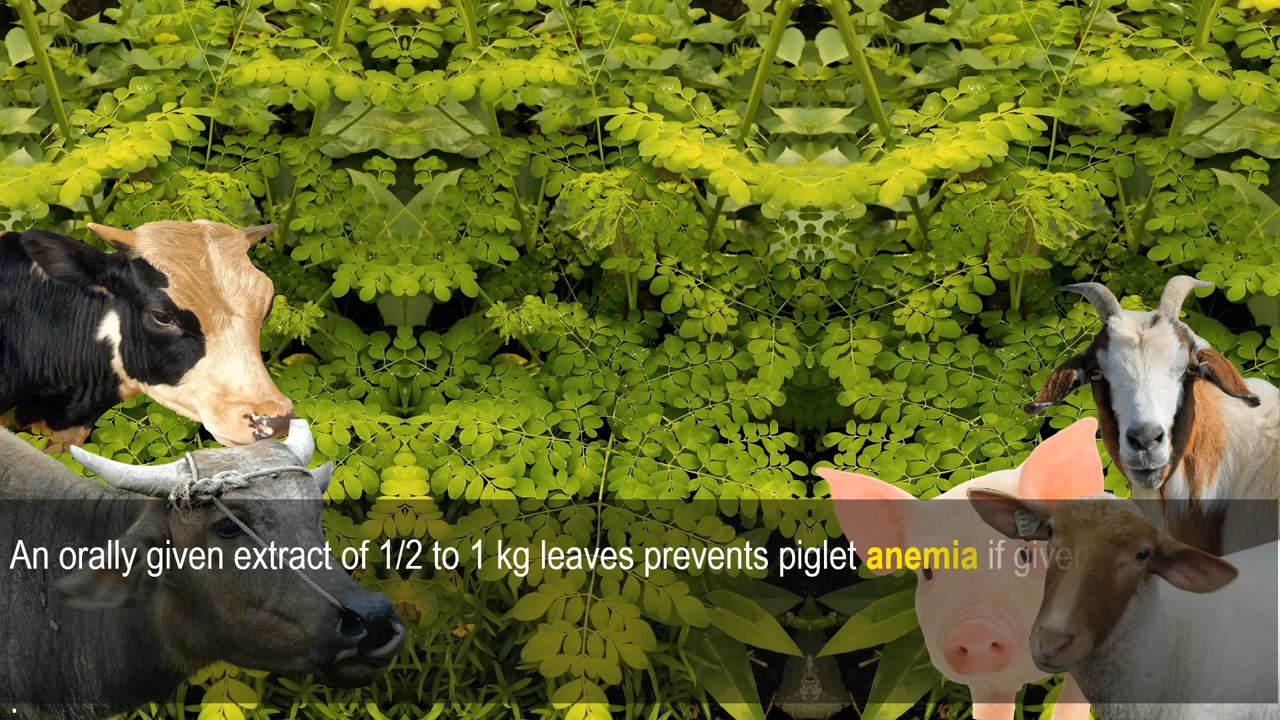 An orally given extract of 1/2 to 1 kg leaves prevents piglet anemia if given
.